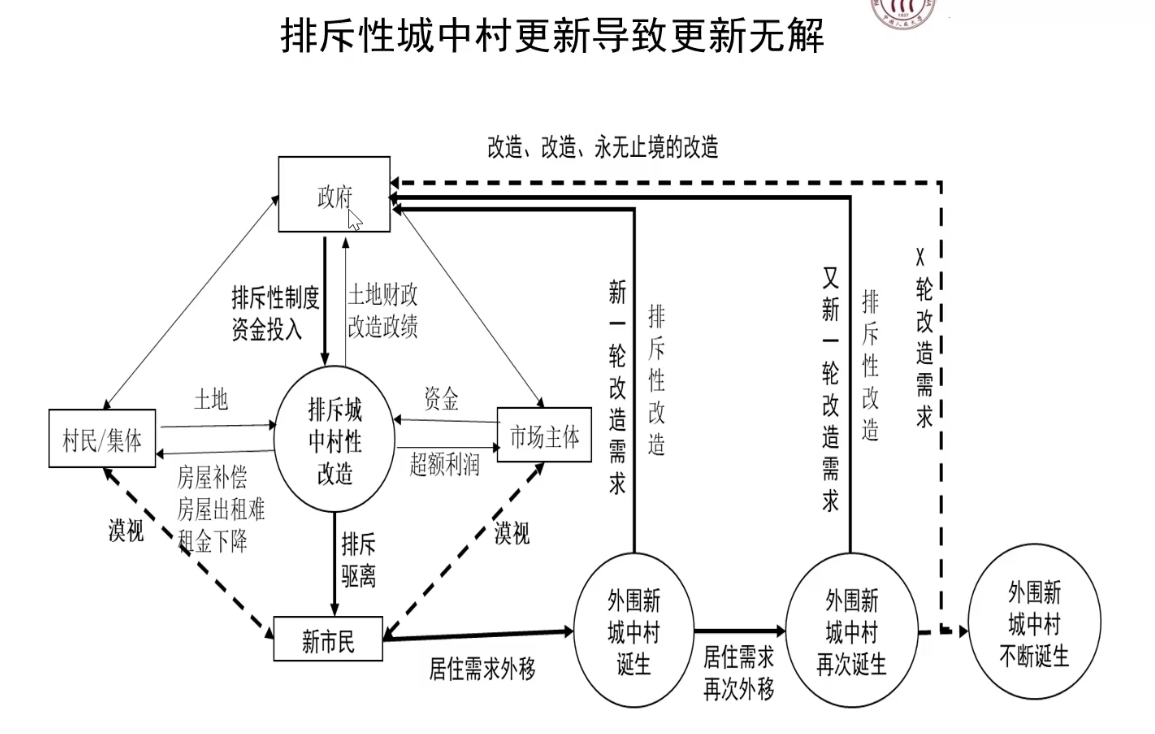 排斥性城中村更新导致更新无解
改造、改造、永无止境的改造
政府
排斥性制度
资金投入
土地财政
改造政绩
土地
资金
村民/集体
排斥城
中村性
改造
市场主体
房屋补偿
房屋出租难
租金下降
超额利润
漠视
漠视
排斥
驱离
新市民
居住需求外移
新一轮改造需求
排斥性改造
外围新
城中村
诞生
居住需求
再次外移
又新一轮改造需求
排斥性改造
外围新
城中村
再次诞生
X轮改造需求
外围新
城中村
不断诞生